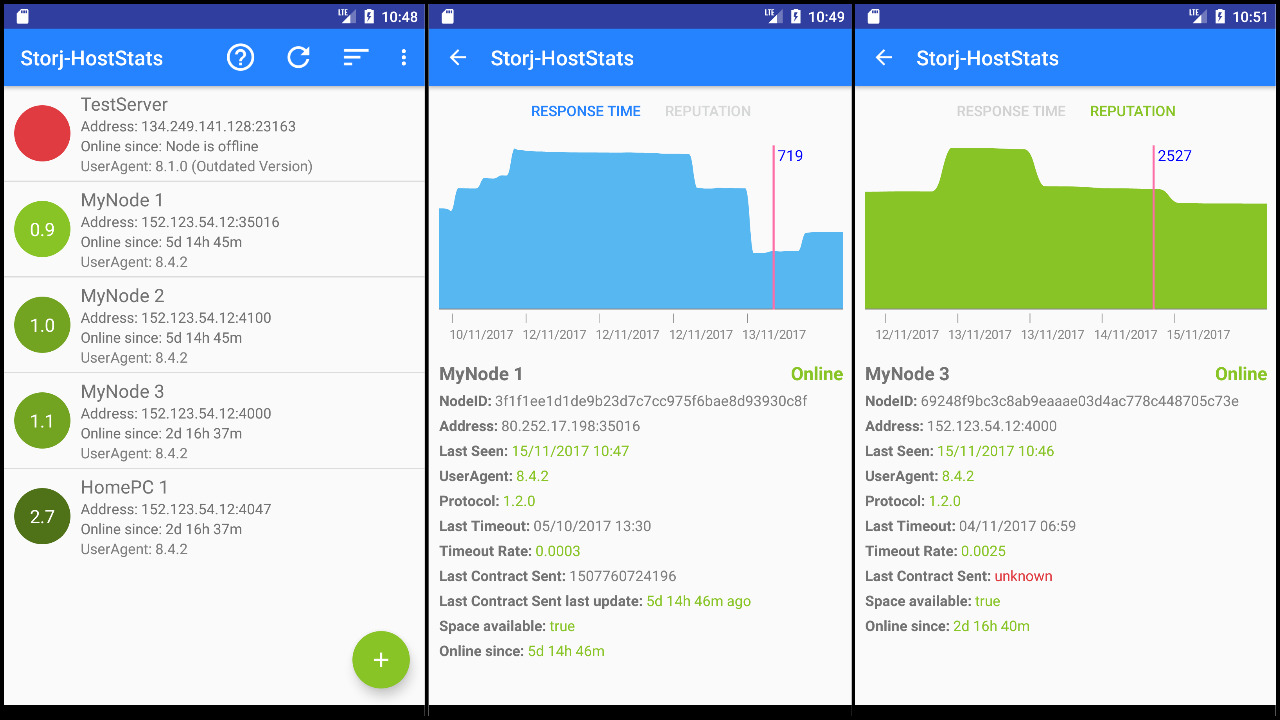 LTE 10:48
Storj-HostStats
TestServer
Address: 134.249.141.128:23163
Online since: Node is offline
UserAgent: 8.1.0 (Outdated Version)
0.9
MyNode 1
Address: 152.123.54.12:35016
Online since: 5d 14h 45m
UserAgent: 8.4.2
1.0
MyNode 2
Address: 152.123.54.12:4100
Online since: 5d 14h 45m
UserAgent: 8.4.2
1.1
MyNode 3
Address: 152.123.54.12:4000
Online since: 2d 16h 37m
UserAgent: 8.4.2
2.7
HomePC 1
Address: 152.123.54.12:4047
Online since: 2d 16h 37m
UserAgent: 8.4.2
+
LTE 10:49
Storj-HostStats
RESPONSE TIME REPUTATION
719
10/11/2017 12/11/2017 12/11/2017 12/11/2017 13/11/2017
MyNode 1 Online
NodeID: 3f1f1ee1d1de9b23d7c7cc975f6bae8d93930c8f
Address: 80.252.17.198:35016
Last Seen: 15/11/2017 10:47
UserAgent: 8.4.2
Protocol: 1.2.0
Last Timeout: 05/10/2017 13:30
Timeout Rate: 0.0003
Last Contract Sent: 1507760724196
Last Contract Sent last update: 5d 14h 46m ago
Space available: true
Online since: 5d 14h 46m
LTE 10:51
Storj-HostStats
RESPONSE TIME REPUTATION
2527
12/11/2017 13/11/2017 13/11/2017 14/11/2017 15/11/2017
MyNode 3 Online
NodeID: 69248f9bc3c8ab9eaaae03d4ac778c448705c73e
Address: 152.123.54.12:4000
Last Seen: 15/11/2017 10:46
UserAgent: 8.4.2
Protocol: 1.2.0
Last Timeout: 04/11/2017 06:59
Timeout Rate: 0.0025
Last Contract Sent: unknown
Space available: true
Online since: 2d 16h 40m